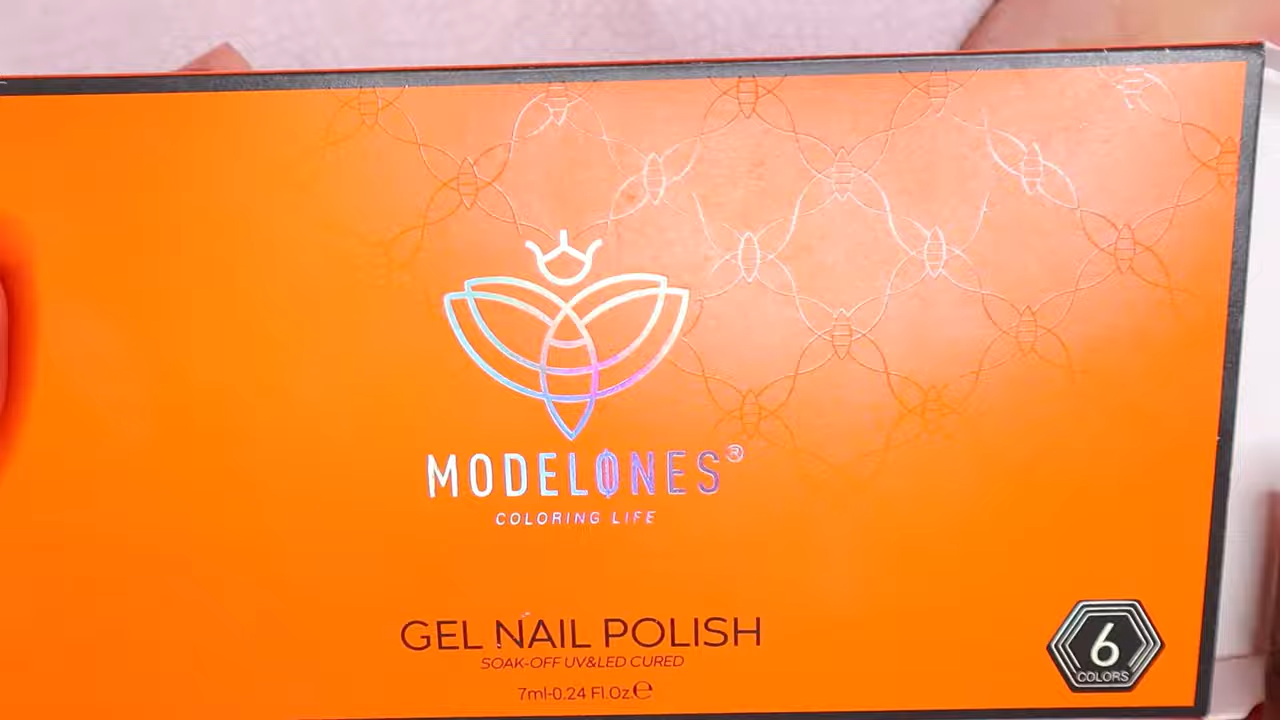 MODELONES®
COLORING LIFE
GEL NAIL POLISH
SOAK-OFF UV&LED CURED
7ml-0.24 Fl.Oz.℮
6
COLORS